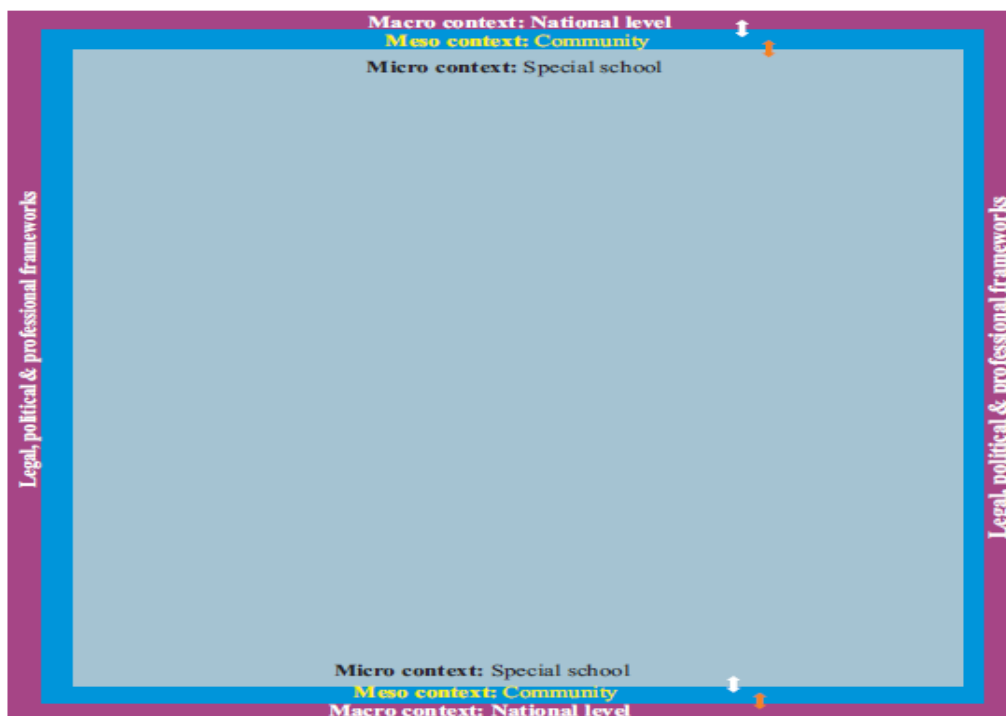 Macro context: National level
Meso context: Community
Micro context: Special school
Legal, political & professional frameworks
Legal, political & professional frameworks
Micro context: Special school
Meso context: Community
Macro context: National level